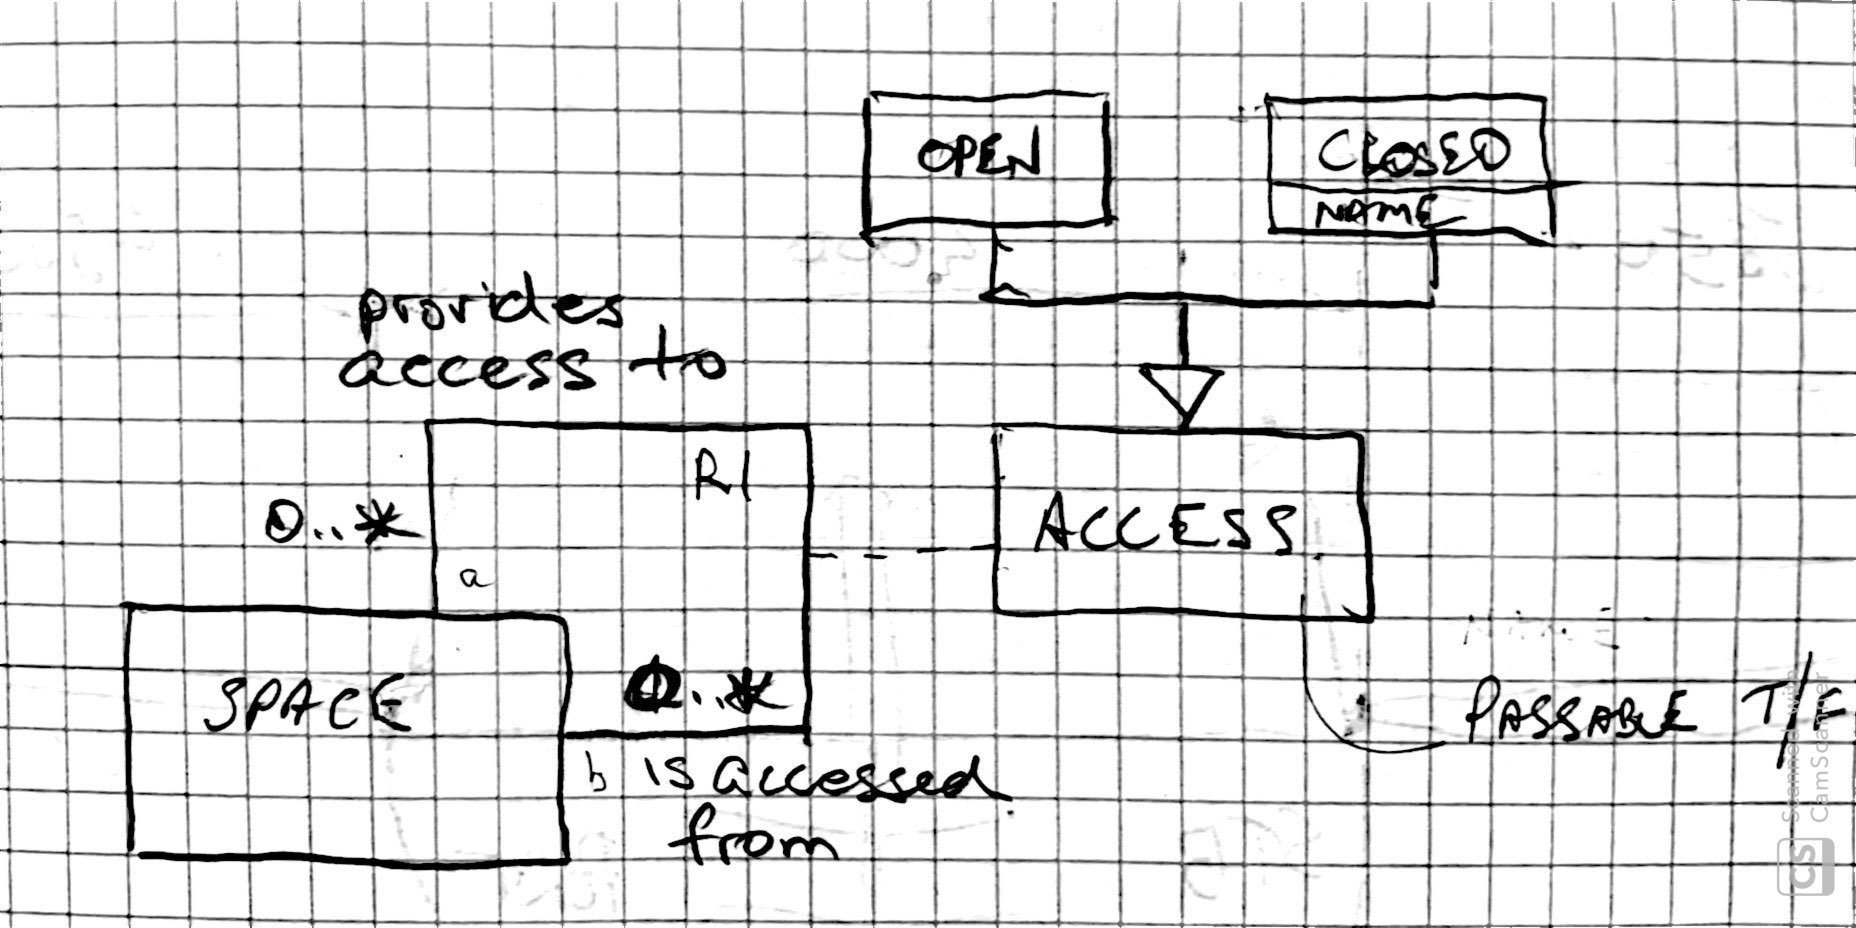 OPEN
CLOSED
NAME
provides
access to
R1
0..*
ACCESS
a
SPACE
0..*
PASSABLE T/F
b is accessed
from
Scanned with
CamScanner
CS